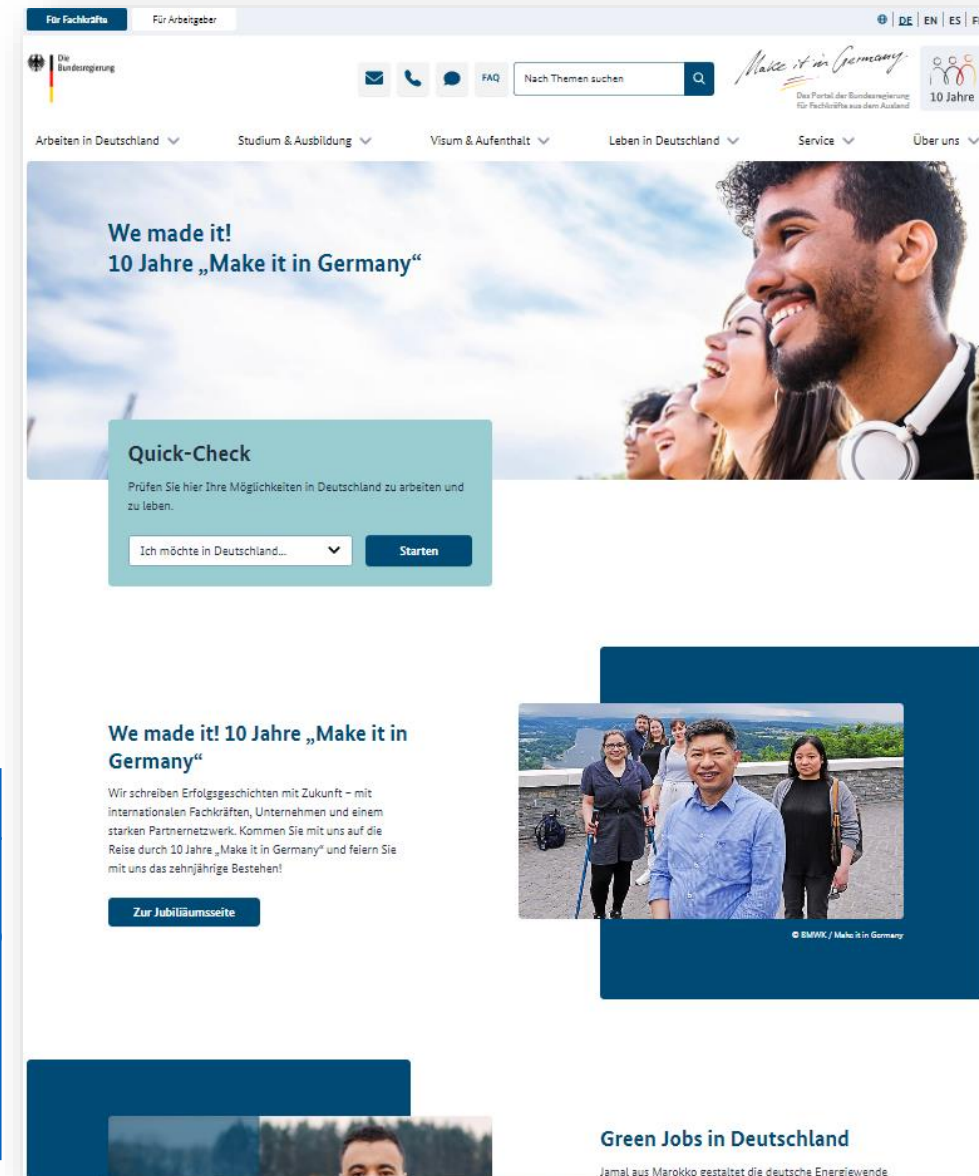 Für Fachkräfte
Für Arbeitgeber
DE | EN | ES |
Die
Bundesregierung
FAQ
Nach Themen suchen
Make it in Germany
Das Portal der Bundesregierung
für Fachkräfte aus dem Ausland
10 Jahre
Arbeiten in Deutschland
Studium & Ausbildung
Visum & Aufenthalt
Leben in Deutschland
Service
Über uns
We made it!
10 Jahre „Make it in Germany“
Quick-Check
Prüfen Sie hier Ihre Möglichkeiten in Deutschland zu arbeiten und
zu leben.
Ich möchte in Deutschland...
Starten
We made it! 10 Jahre „Make it in
Germany“
Wir schreiben Erfolgsgeschichten mit Zukunft – mit
internationalen Fachkräften, Unternehmen und einem
starken Partnernetzwerk. Kommen Sie mit uns auf die
Reise durch 10 Jahre „Make it in Germany“ und feiern Sie
mit uns das zehnjährige Bestehen!
Zur Jubiläumsseite
© BMWK / Make it in Germany
Green Jobs in Deutschland
Jamal aus Marokko gestaltet die deutsche Energiewende